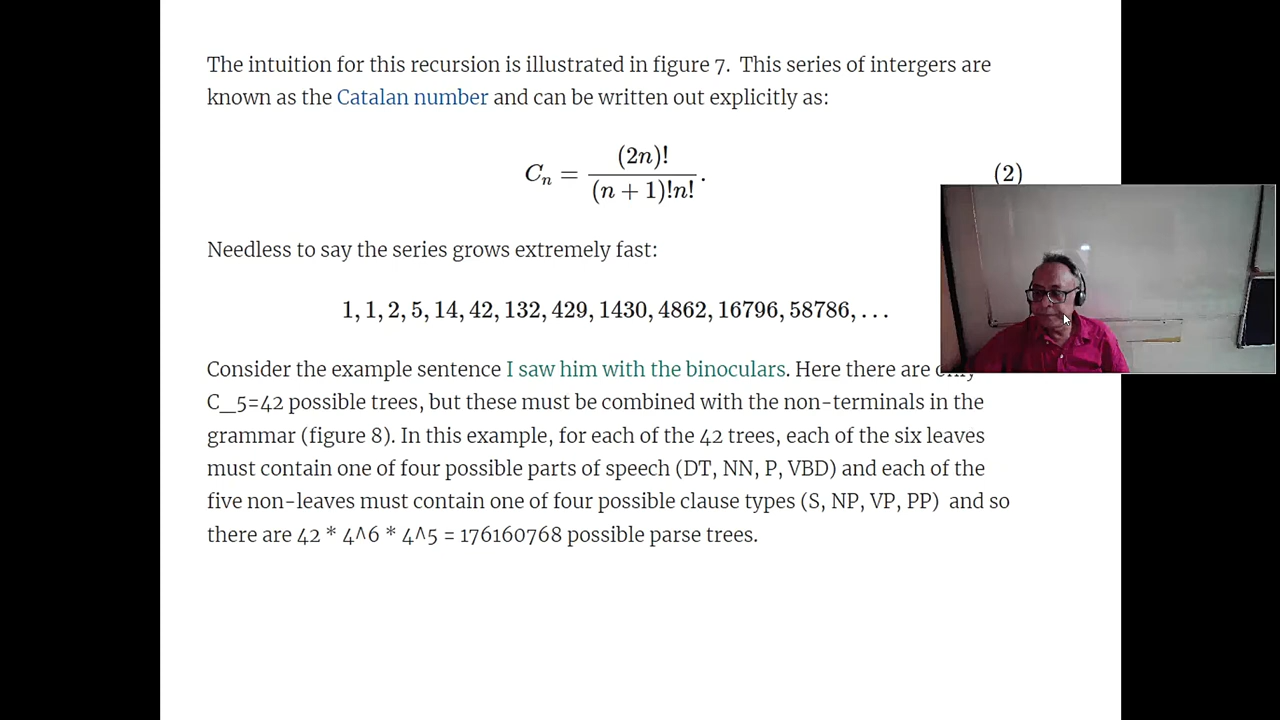 The intuition for this recursion is illustrated in figure 7. This series of intergers are
known as the Catalan number and can be written out explicitly as:
C_n = (2n)! / (n + 1)!n! . (2)
Needless to say the series grows extremely fast:
1, 1, 2, 5, 14, 42, 132, 429, 1430, 4862, 16796, 58786, . . .
Consider the example sentence I saw him with the binoculars. Here there are only
C_5=42 possible trees, but these must be combined with the non-terminals in the
grammar (figure 8). In this example, for each of the 42 trees, each of the six leaves
must contain one of four possible parts of speech (DT, NN, P, VBD) and each of the
five non-leaves must contain one of four possible clause types (S, NP, VP, PP) and so
there are 42 * 4^6 * 4^5 = 176160768 possible parse trees.